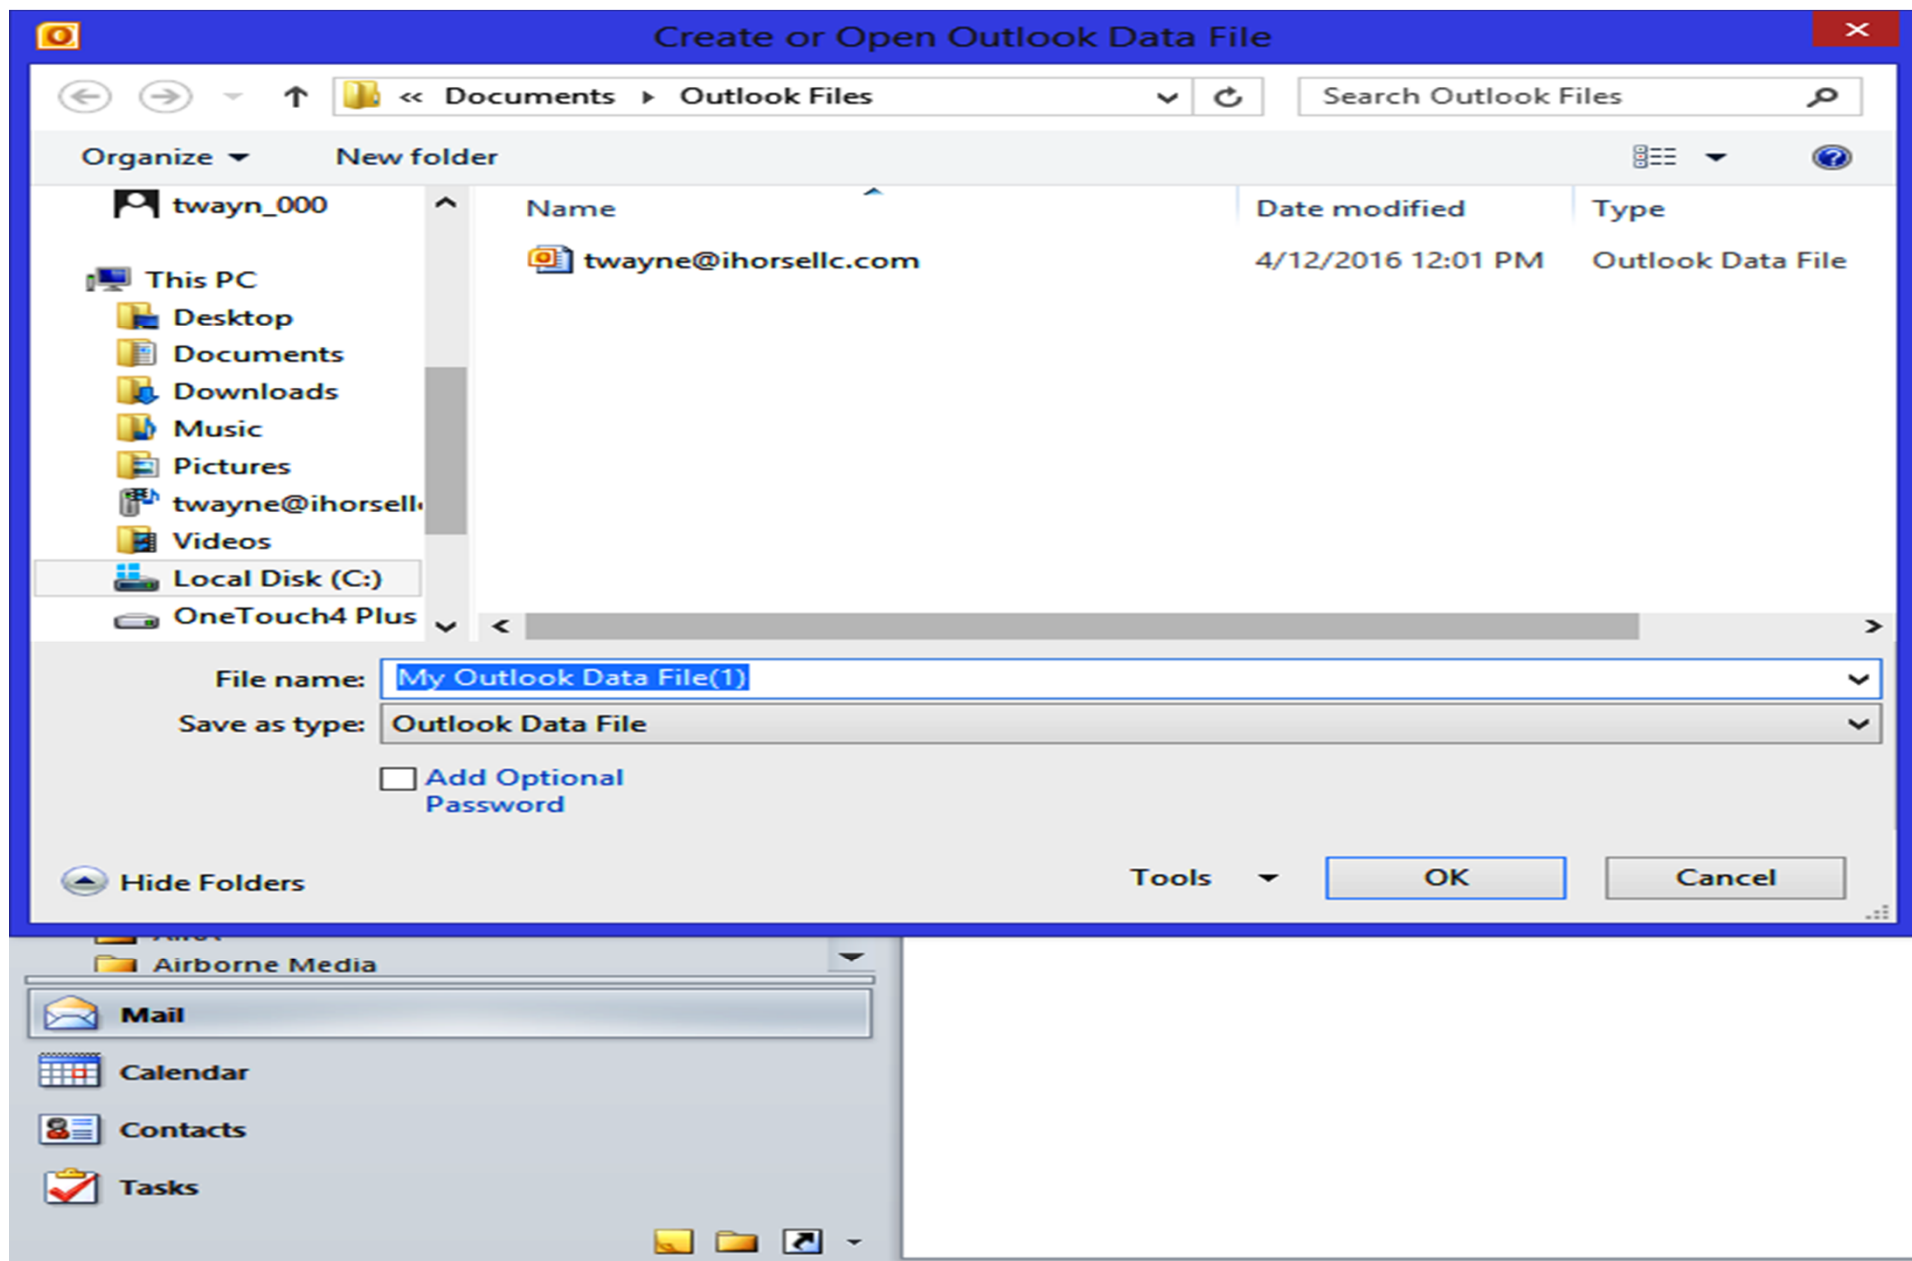 Create or Open Outlook Data File
« Documents Outlook Files
Search Outlook Files
Organize
New folder
twayn_000
This PC
Desktop
Documents
Downloads
Music
Pictures
twayne@ihorsell
Videos
Local Disk (C:)
OneTouch4 Plus
Name Date modified Type
twayne@ihorsellc.com 4/12/2016 12:01 PM Outlook Data File
File name: My Outlook Data File(1)
Save as type: Outlook Data File
Add Optional
Password
Hide Folders
Tools
OK
Cancel
Airborne Media
Mail
Calendar
Contacts
Tasks